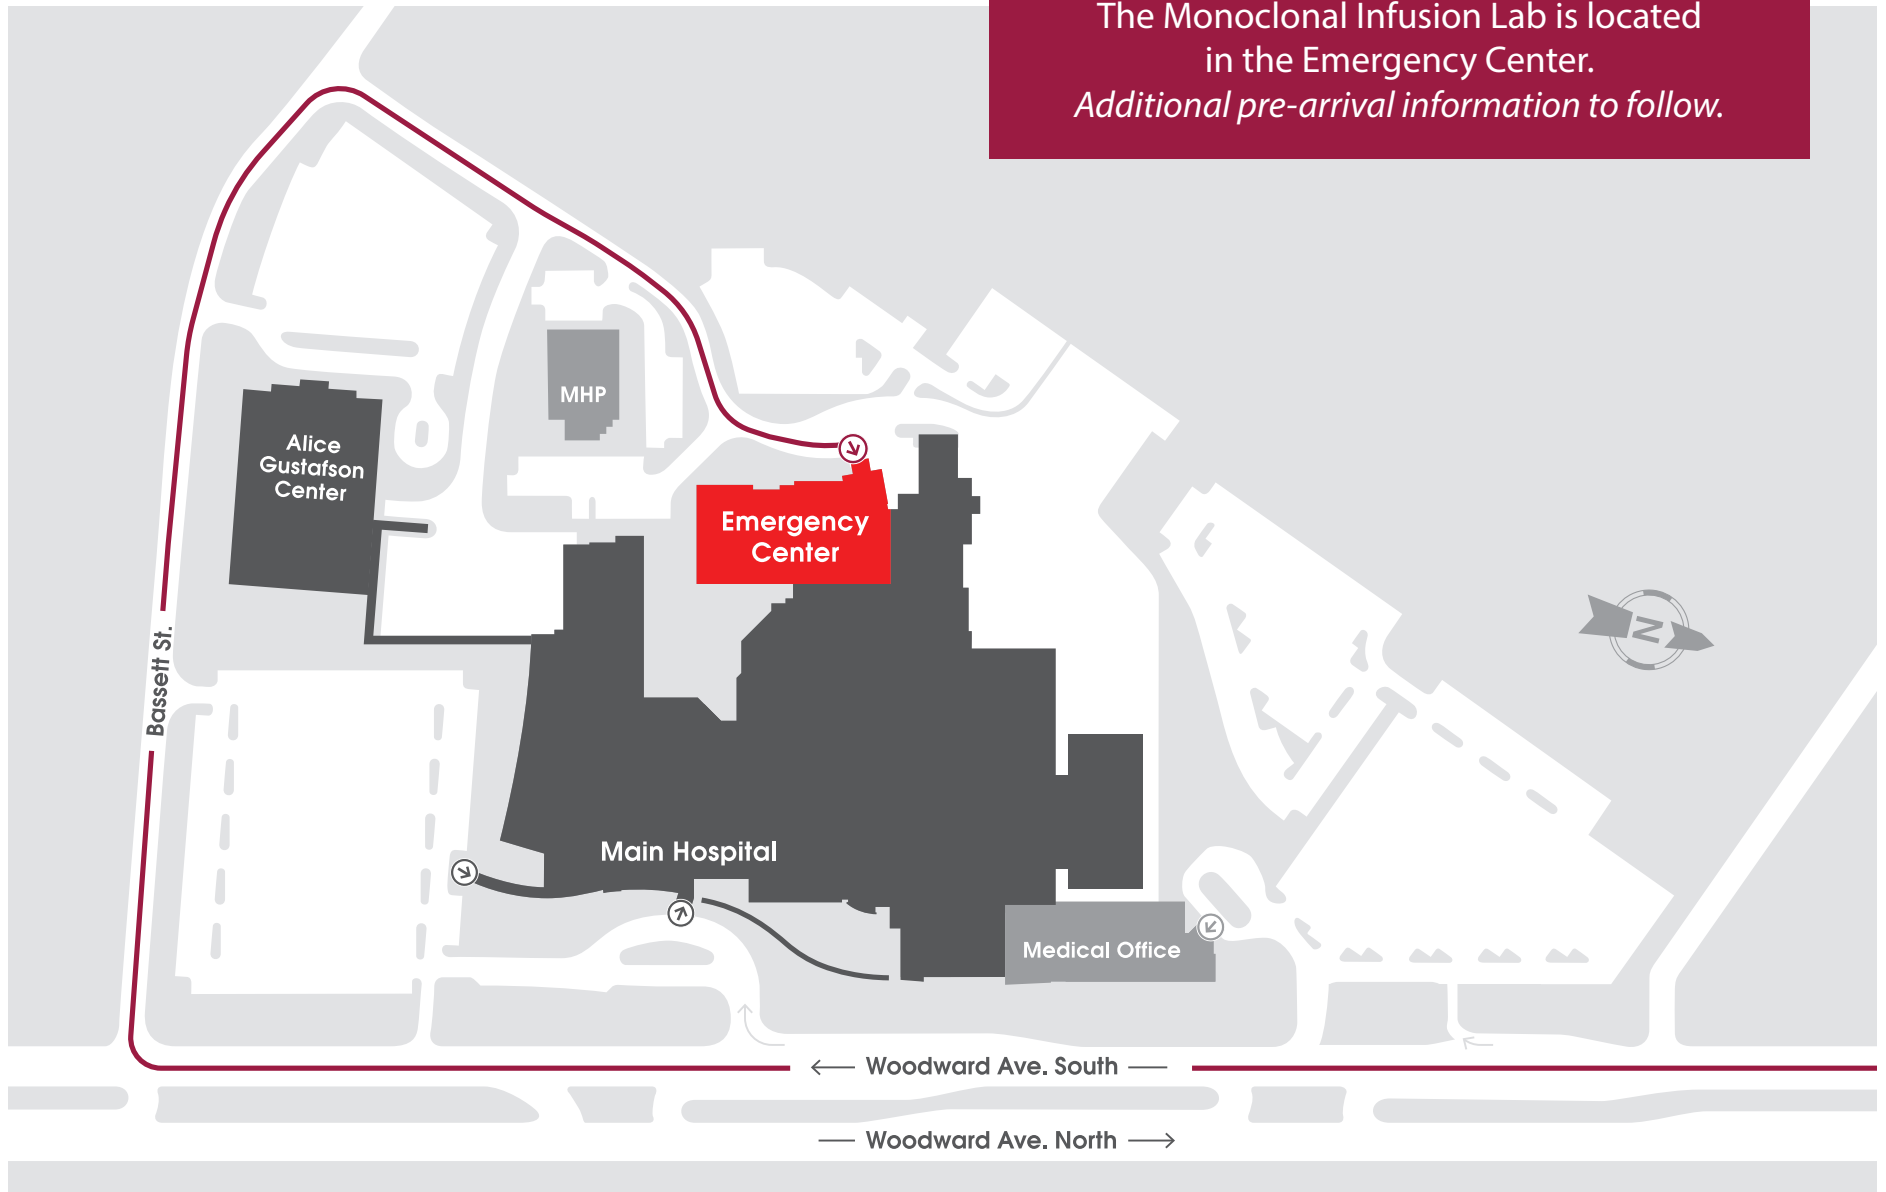 The Monoclonal Infusion Lab is located
in the Emergency Center.
Additional pre-arrival information to follow.
MHP
Alice
Gustafson
Center
Emergency
Center
Bassett St.
N
Main Hospital
Medical Office
Woodward Ave. South
Woodward Ave. North